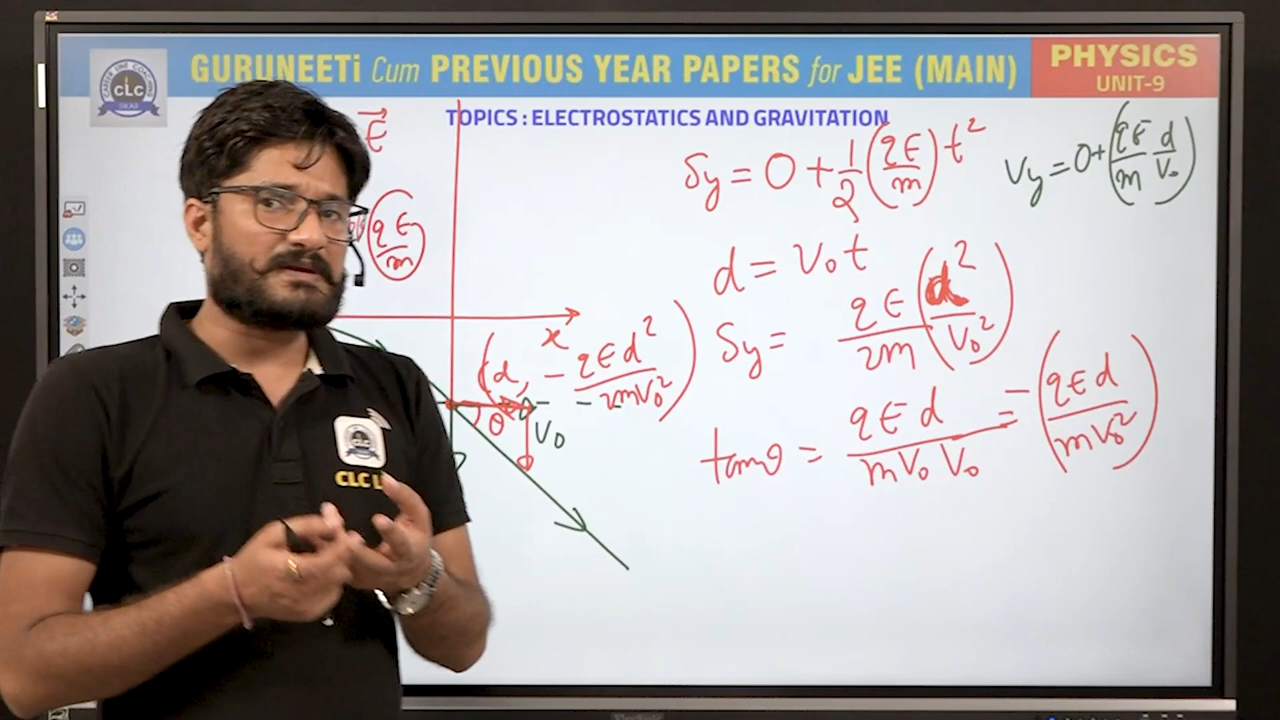 GURUNEETi Cum PREVIOUS YEAR PAPERS for JEE (MAIN)
PHYSICS
UNIT-9
CLC
TOPICS : ELECTROSTATICS AND GRAVITATION
E⃗
(qE/m)
Sy = 0 + 1/2 (qE/m) t²
Vy = 0 + (qE/m d/V₀)
d = V₀t
x
(d, - qEd²/2mV₀²)
Sy = qE/2m (d²/V₀²)
θ
V₀
tanθ = qEd/mV₀V₀ = -(qEd/mV₀²)
CLC
CLC